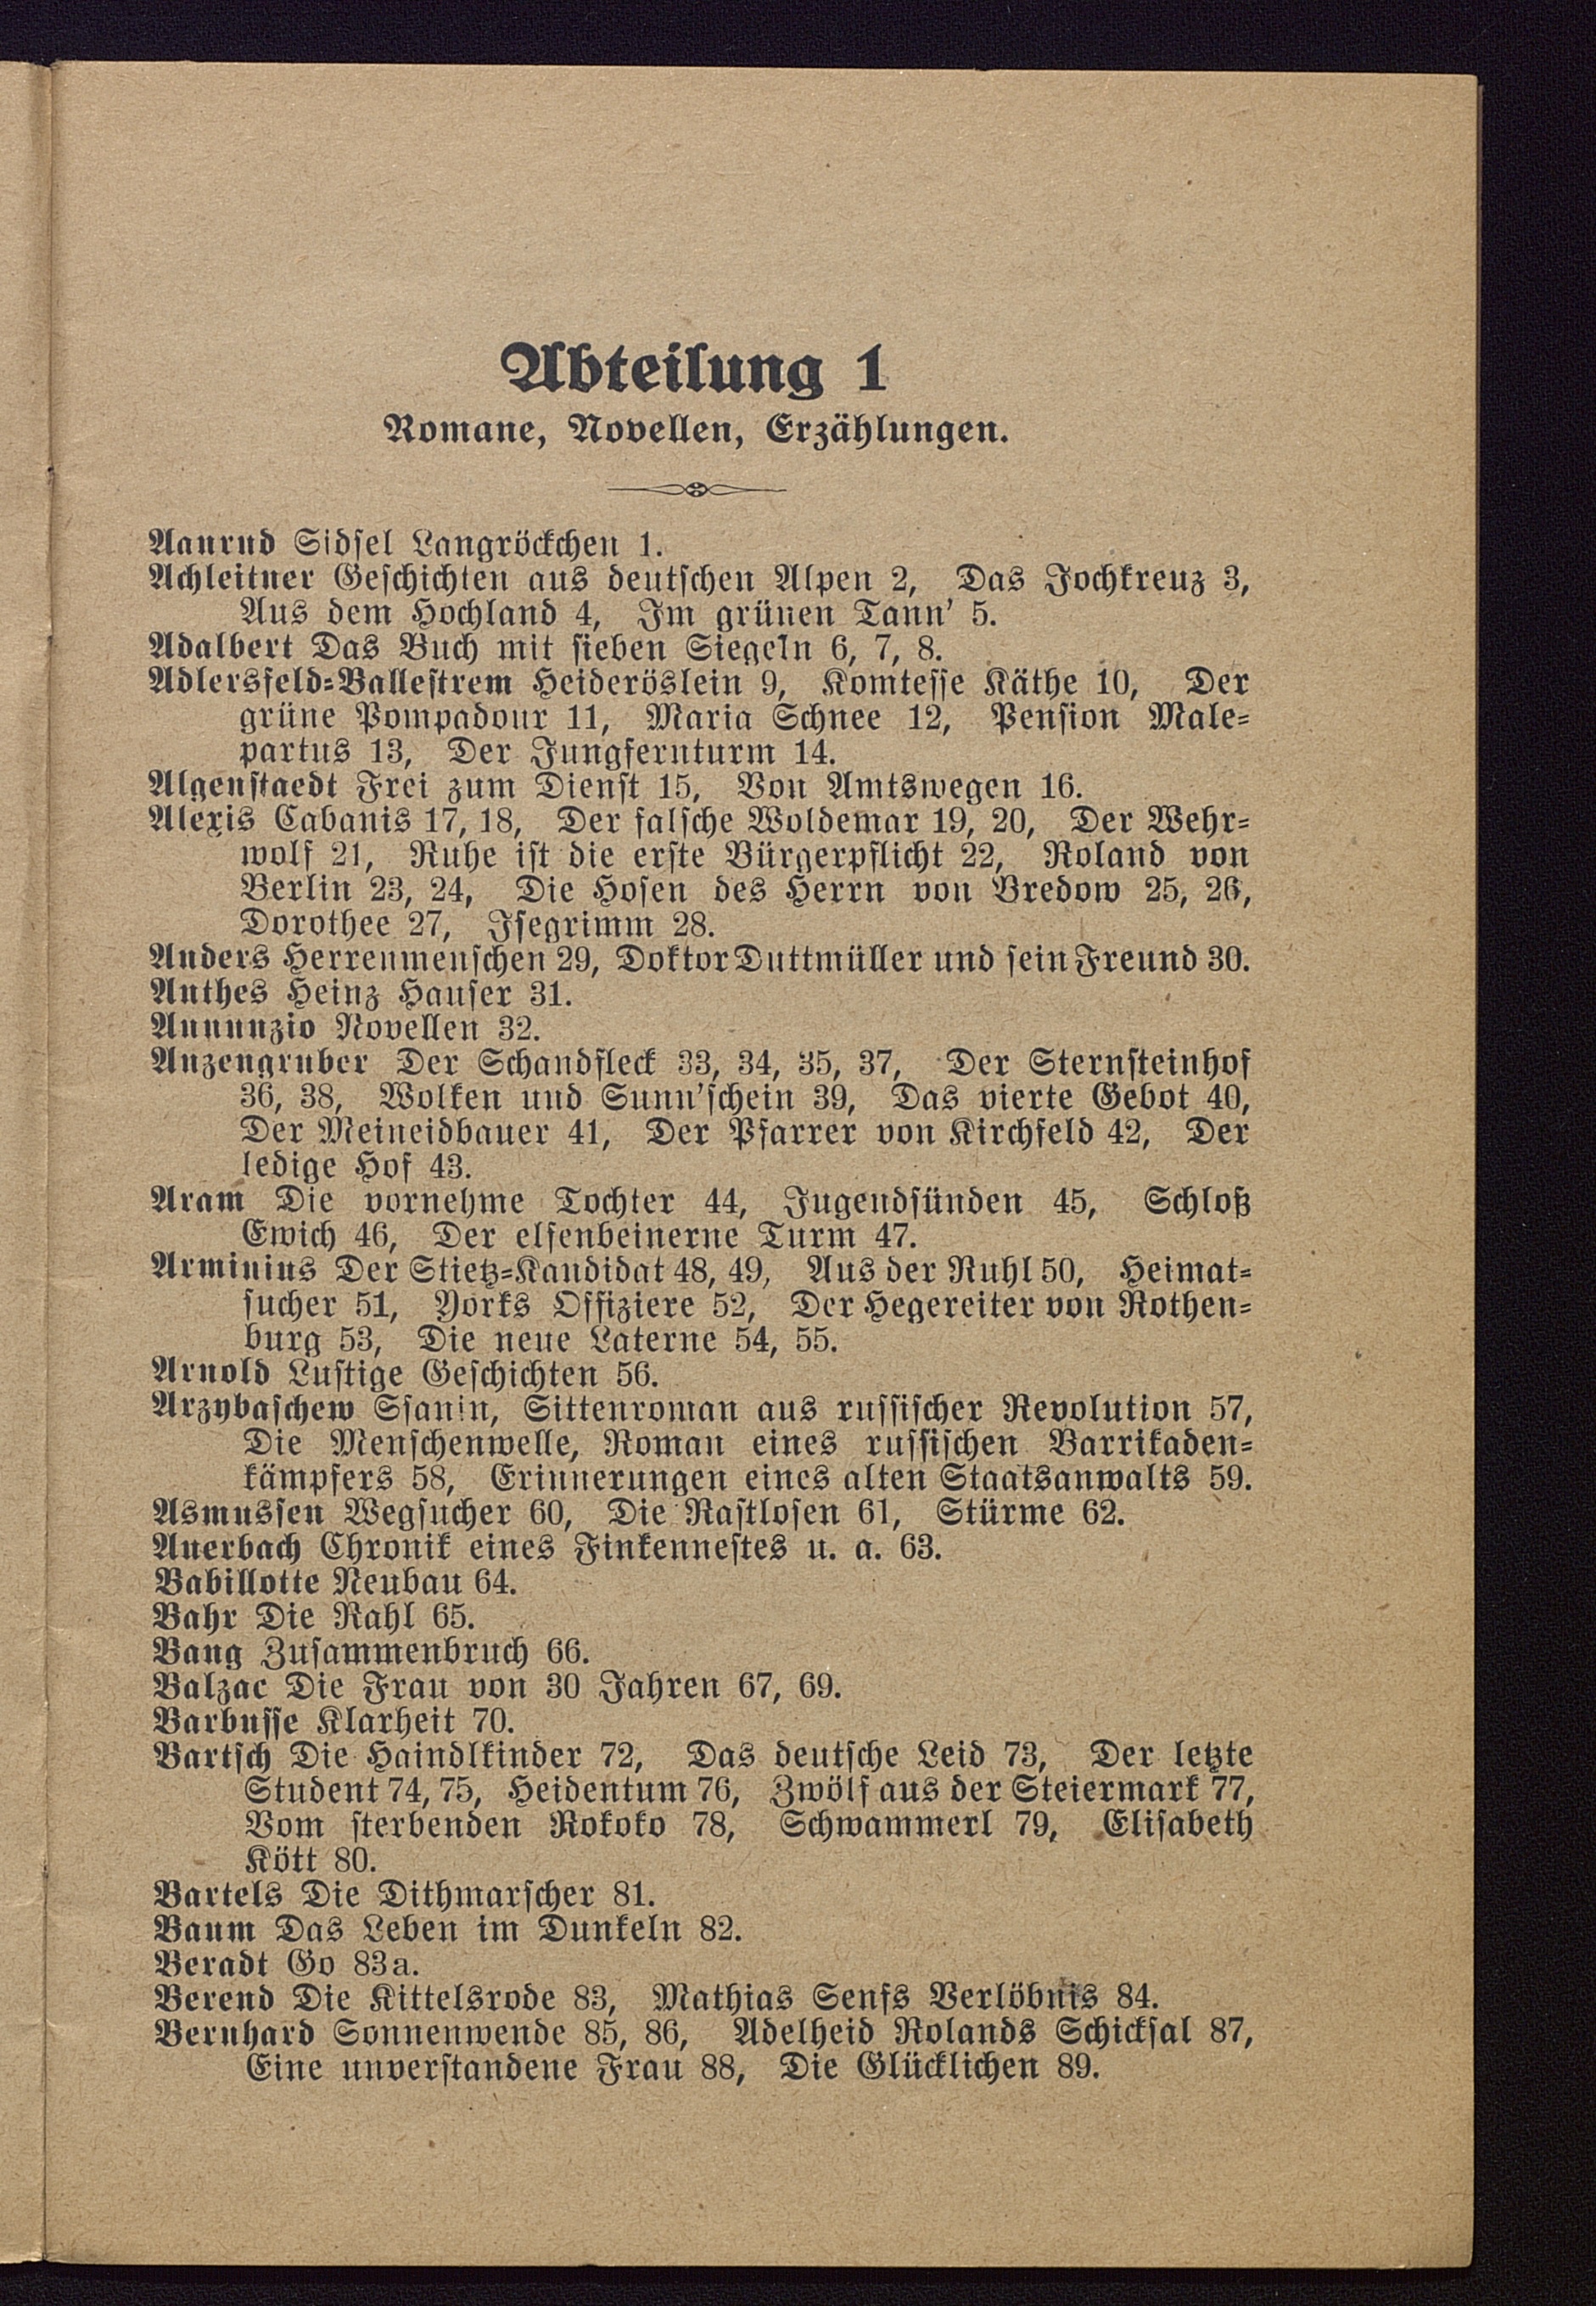 Abteilung 1
Romane, Novellen, Erzählungen.
Aanrud Sidsel Langröckchen 1.
Achleitner Geschichten aus deutschen Alpen 2, Das Jochkreuz 3,
Aus dem Hochland 4, Im grünen Tann' 5.
Adalbert Das Buch mit sieben Siegeln 6, 7, 8.
Adlersfeld-Ballestrem Heideröslein 9, Komtesse Käthe 10, Der
grüne Pompadour 11, Maria Schnee 12, Pension Male-
partus 13, Der Jungfernturm 14.
Algenstaedt Frei zum Dienst 15, Von Amtswegen 16.
Alexis Cabanis 17, 18, Der falsche Woldemar 19, 20, Der Wehr-
wolf 21, Ruhe ist die erste Bürgerpflicht 22, Roland von
Berlin 23, 24, Die Hosen des Herrn von Bredow 25, 26,
Dorothee 27, Isegrimm 28.
Anders Herrenmenschen 29, Doktor Duttmüller und sein Freund 30.
Anthes Heinz Hauser 31.
Annunzio Novellen 32.
Anzengruber Der Schandfleck 33, 34, 35, 37, Der Sternsteinhof
36, 38, Wolken und Sunn'schein 39, Das vierte Gebot 40,
Der Meineidbauer 41, Der Pfarrer von Kirchfeld 42, Der
ledige Hof 43.
Aram Die vornehme Tochter 44, Jugendsünden 45, Schloß
Ewich 46, Der elfenbeinerne Turm 47.
Arminius Der Stietz-Kandidat 48, 49, Aus der Ruhl 50, Heimat-
sucher 51, Yorks Offiziere 52, Der Hegereiter von Rothen-
burg 53, Die neue Laterne 54, 55.
Arnold Lustige Geschichten 56.
Arzybaschew Ssanin, Sittenroman aus russischer Revolution 57,
Die Menschenwelle, Roman eines russischen Barrikaden-
kämpfers 58, Erinnerungen eines alten Staatsanwalts 59.
Asmussen Wegsucher 60, Die Rastlosen 61, Stürme 62.
Auerbach Chronik eines Finkennestes u. a. 63.
Babillotte Neubau 64.
Bahr Die Rahl 65.
Bang Zusammenbruch 66.
Balzac Die Frau von 30 Jahren 67, 69.
Barbusse Klarheit 70.
Bartsch Die Haindlkinder 72, Das deutsche Leid 73, Der letzte
Student 74, 75, Heidentum 76, Zwölf aus der Steiermark 77,
Vom sterbenden Rokoko 78, Schwammerl 79, Elisabeth
Kött 80.
Bartels Die Dithmarscher 81.
Baum Das Leben im Dunkeln 82.
Beradt Go 83a.
Berend Die Kittelsrode 83, Mathias Senfs Verlöbnis 84.
Bernhard Sonnenwende 85, 86, Adelheid Rolands Schicksal 87,
Eine unverstandene Frau 88, Die Glücklichen 89.